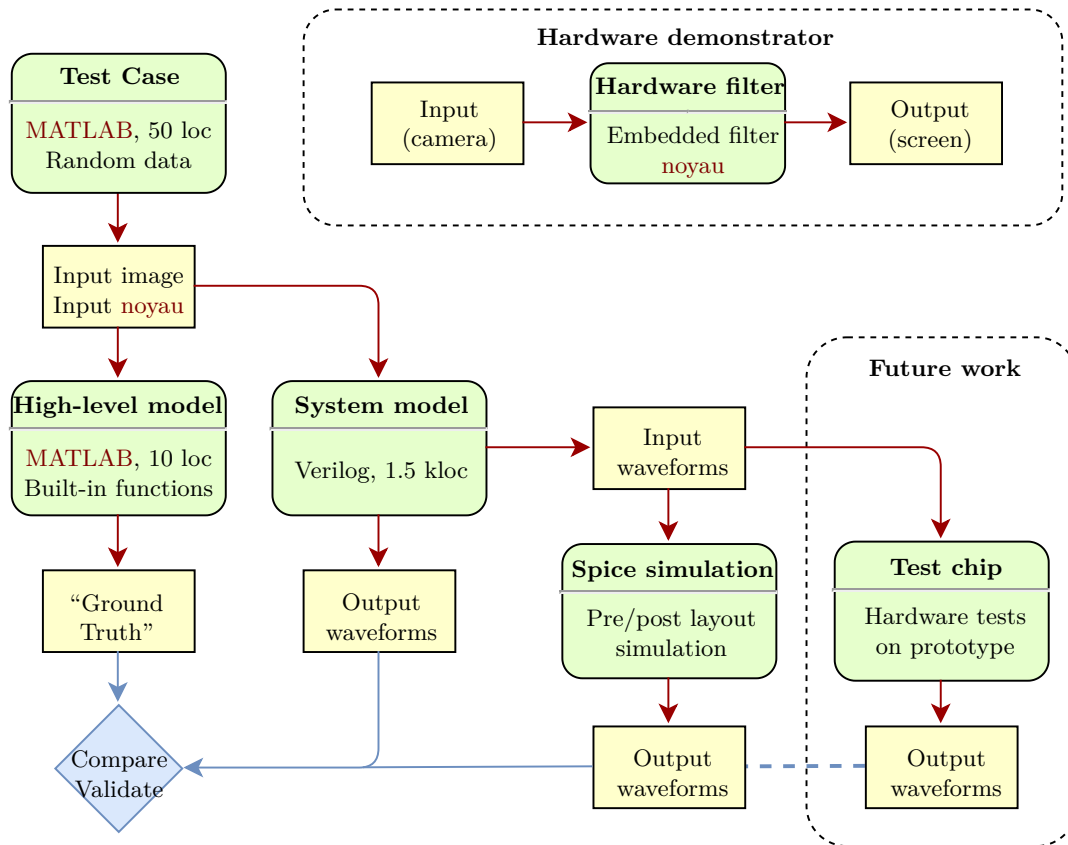 Hardware demonstrator
Test Case
MATLAB, 50 loc
Random data
Input
(camera)
Hardware filter
Embedded filter
noyau
Output
(screen)
Input image
Input noyau
Future work
High-level model
MATLAB, 10 loc
Built-in functions
System model
Verilog, 1.5 kloc
Input
waveforms
Spice simulation
Pre/post layout
simulation
Test chip
Hardware tests
on prototype
“Ground
Truth”
Output
waveforms
Compare
Validate
Output
waveforms
Output
waveforms